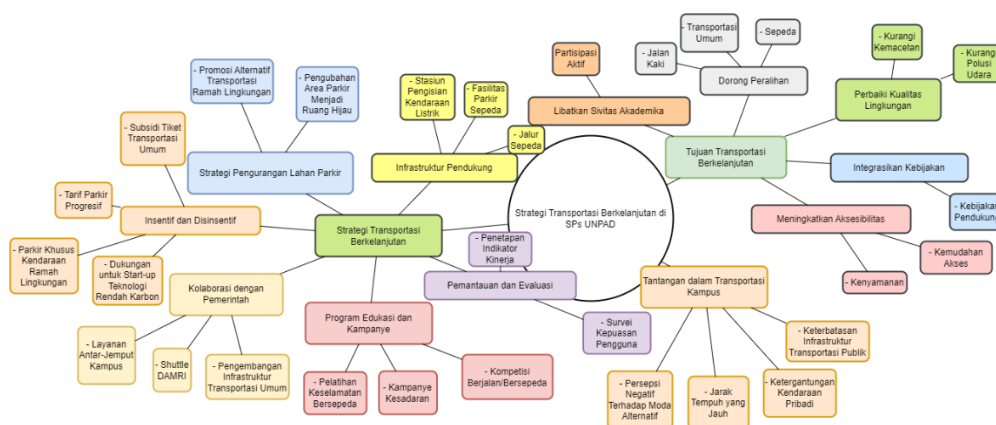 Strategi Transportasi Berkelanjutan di
SPs UNPAD
Strategi Transportasi
Berkelanjutan
Strategi Pengurangan Lahan Parkir
- Promosi Alternatif
Transportasi
Ramah Lingkungan
- Pengubahan
Area Parkir
Menjadi
Ruang Hijau
Infrastruktur Pendukung
- Stasiun
Pengisian
Kendaraan
Listrik
- Fasilitas
Parkir
Sepeda
- Jalur
Sepeda
Insentif dan Disinsentif
- Subsidi Tiket
Transportasi
Umum
- Tarif Parkir
Progresif
- Parkir Khusus
Kendaraan
Ramah
Lingkungan
- Dukungan
untuk Start-up
Teknologi
Rendah Karbon
Kolaborasi dengan
Pemerintah
- Layanan
Antar-Jemput
Kampus
- Shuttle
DAMRI
- Pengembangan
Infrastruktur
Transportasi Umum
Program Edukasi dan
Kampanye
- Pelatihan
Keselamatan
Bersepeda
- Kampanye
Kesadaran
- Kompetisi
Berjalan/Bersepeda
Pemantauan dan Evaluasi
- Penetapan
Indikator
Kinerja
- Survei
Kepuasan
Pengguna
Tujuan Transportasi
Berkelanjutan
Libatkan Sivitas Akademika
Partisipasi
Aktif
Dorong Peralihan
- Jalan
Kaki
- Transportasi
Umum
- Sepeda
Perbaiki Kualitas
Lingkungan
- Kurangi
Kemacetan
- Kurangi
Polusi
Udara
Integrasikan Kebijakan
- Kebijakan
Pendukung
Meningkatkan Aksesibilitas
- Kemudahan
Akses
- Kenyamanan
Tantangan dalam Transportasi
Kampus
- Persepsi
Negatif
Terhadap Moda
Alternatif
- Jarak
Tempuh yang
Jauh
- Ketergantungan
Kendaraan
Pribadi
- Keterbatasan
Infrastruktur
Transportasi Publik